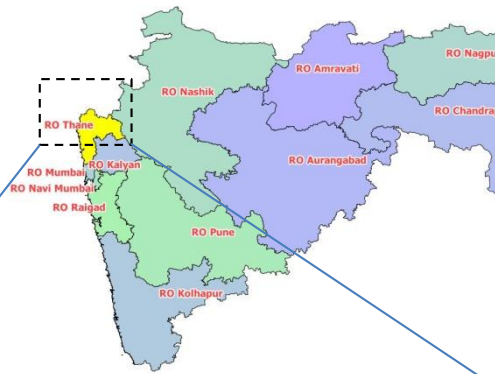 RO Nagpu
RO Amravati
RO Nashik
RO Chandra
RO Thane
RO Aurangabad
RO Kalyan
RO Mumbai
RO Navi Mumbai
RO Raigad
RO Pune
RO Kolhapur